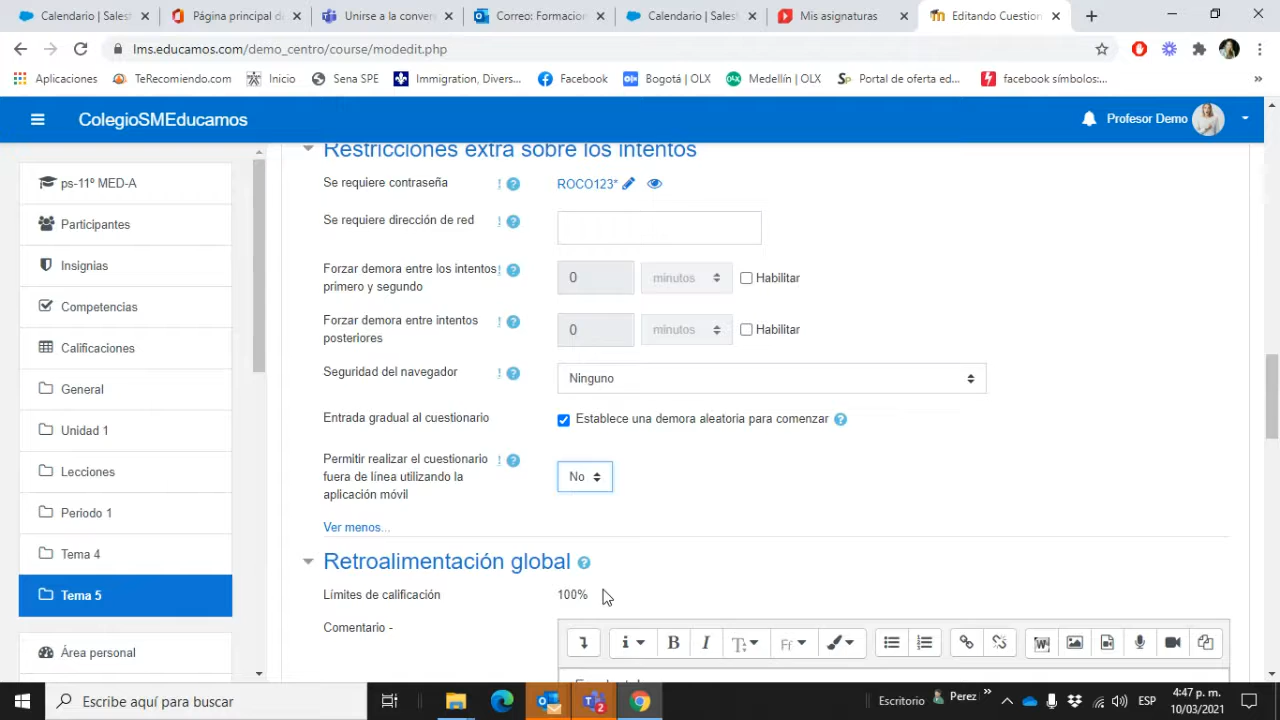 Calendario | Salest
Página principal de
Unirse a la conver
Correo: Formacion
Calendario | Salest
Mis asignaturas
Editando Cuestion
lms.educamos.com/demo_centro/course/modedit.php
Aplicaciones
TeRecomiendo.com
Inicio
Sena SPE
Immigration, Divers...
Facebook
Bogotá | OLX
Medellín | OLX
Portal de oferta ed...
facebook símbolos:...
»
ColegioSMEducamos
Profesor Demo
ps-11º MED-A
Participantes
Insignias
Competencias
Calificaciones
General
Unidad 1
Lecciones
Periodo 1
Tema 4
Tema 5
Área personal
Restricciones extra sobre los intentos
Se requiere contraseña
ROCO123*
Se requiere dirección de red
Forzar demora entre los intentos
primero y segundo
0
minutos
Habilitar
Forzar demora entre intentos
posteriores
0
minutos
Habilitar
Seguridad del navegador
Ninguno
Entrada gradual al cuestionario
Establece una demora aleatoria para comenzar
Permitir realizar el cuestionario
fuera de línea utilizando la
aplicación móvil
No
Ver menos...
Retroalimentación global
Límites de calificación
100%
Comentario -
Escribe aquí para buscar
Escritorio
Perez
»
ESP
4:47 p. m.
10/03/2021